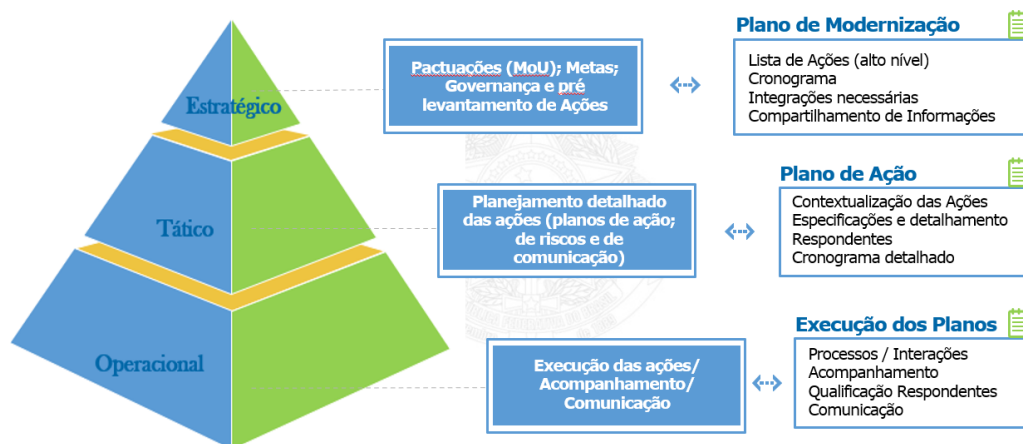 Estratégico
Pactuações (MoU); Metas;
Governança e pré
levantamento de Ações
Plano de Modernização
Lista de Ações (alto nível)
Cronograma
Integrações necessárias
Compartilhamento de Informações
Tático
Planejamento detalhado
das ações (planos de ação;
de riscos e de
comunicação)
Plano de Ação
Contextualização das Ações
Especificações e detalhamento
Respondentes
Cronograma detalhado
Operacional
Execução das ações/
Acompanhamento/
Comunicação
Execução dos Planos
Processos / Interações
Acompanhamento
Qualificação Respondentes
Comunicação